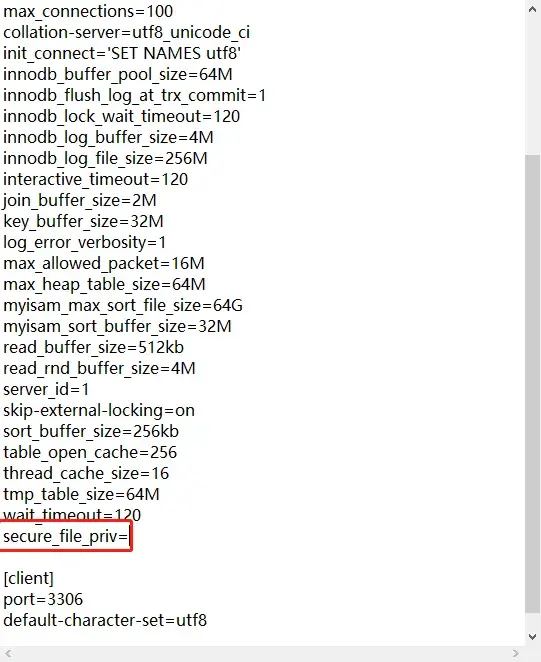 max_connections=100
collation-server=utf8_unicode_ci
init_connect='SET NAMES utf8'
innodb_buffer_pool_size=64M
innodb_flush_log_at_trx_commit=1
innodb_lock_wait_timeout=120
innodb_log_buffer_size=4M
innodb_log_file_size=256M
interactive_timeout=120
join_buffer_size=2M
key_buffer_size=32M
log_error_verbosity=1
max_allowed_packet=16M
max_heap_table_size=64M
myisam_max_sort_file_size=64G
myisam_sort_buffer_size=32M
read_buffer_size=512kb
read_rnd_buffer_size=4M
server_id=1
skip-external-locking=on
sort_buffer_size=256kb
table_open_cache=256
thread_cache_size=16
tmp_table_size=64M
wait_timeout=120
secure_file_priv=
[client]
port=3306
default-character-set=utf8